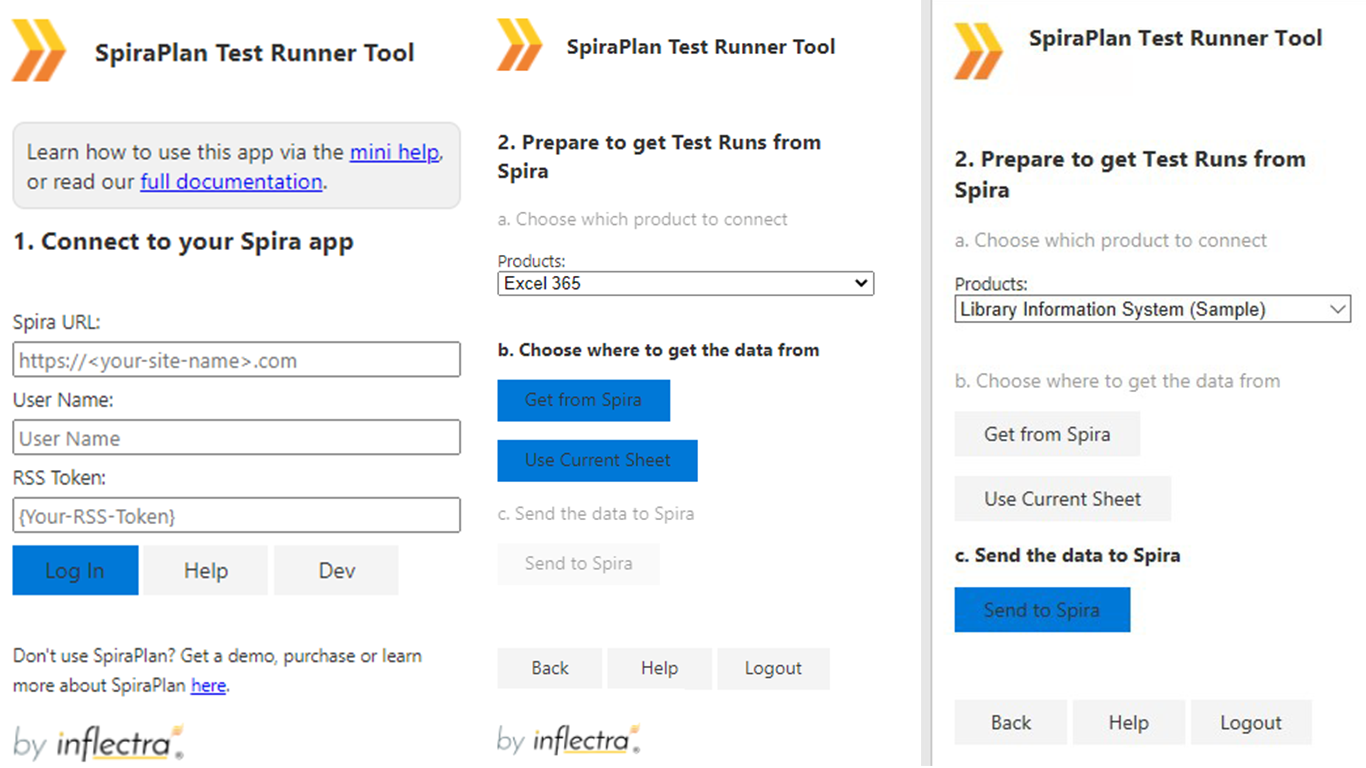 SpiraPlan Test Runner Tool
Learn how to use this app via the mini help,
or read our full documentation.
1. Connect to your Spira app
Spira URL:
https://<your-site-name>.com
User Name:
User Name
RSS Token:
{Your-RSS-Token}
Log In Help Dev
Don't use SpiraPlan? Get a demo, purchase or learn
more about SpiraPlan here.
by inflectra®
SpiraPlan Test Runner Tool
2. Prepare to get Test Runs from
Spira
a. Choose which product to connect
Products:
Excel 365
b. Choose where to get the data from
Get from Spira
Use Current Sheet
c. Send the data to Spira
Send to Spira
Back Help Logout
by inflectra®
SpiraPlan Test Runner Tool
2. Prepare to get Test Runs from
Spira
a. Choose which product to connect
Products:
Library Information System (Sample)
b. Choose where to get the data from
Get from Spira
Use Current Sheet
c. Send the data to Spira
Send to Spira
Back Help Logout